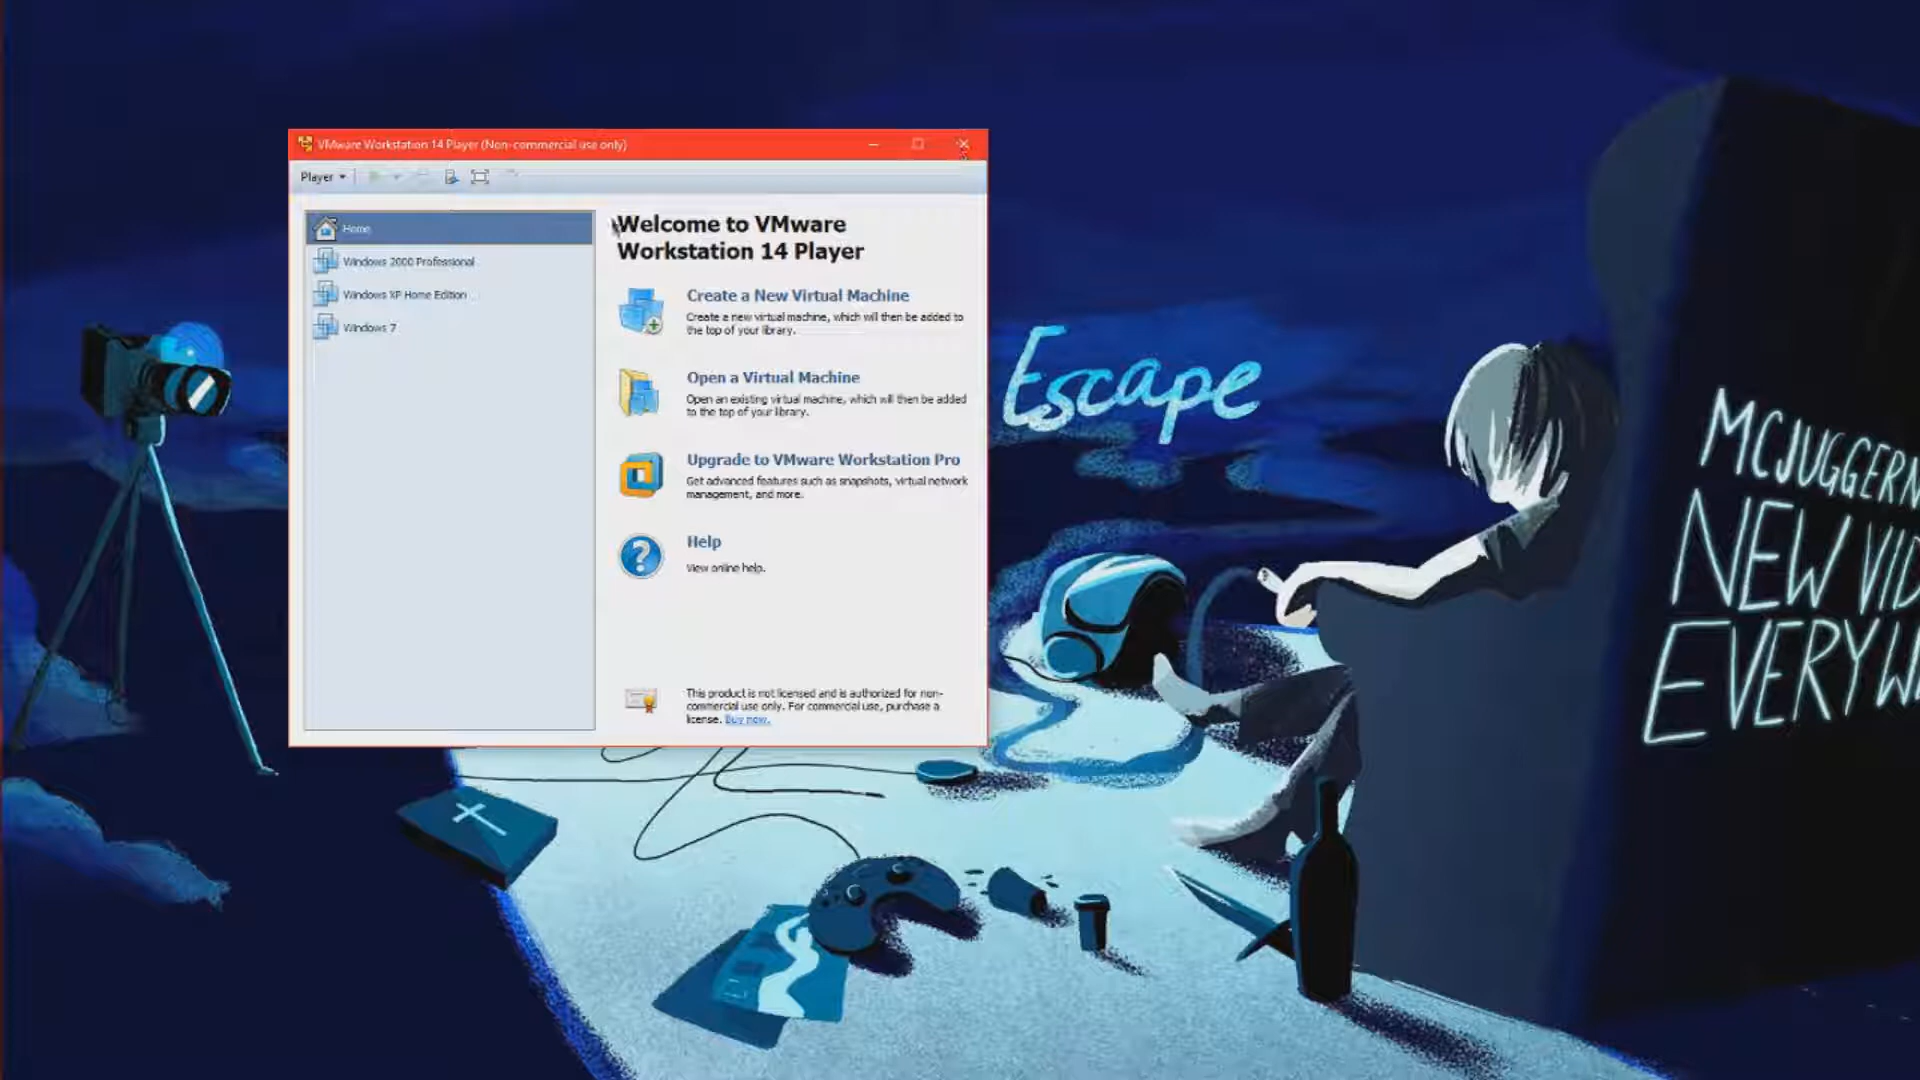 VMware Workstation 14 Player (Non-commercial use only)
Player
Home
Windows 2000 Professional
Windows XP Home Edition
Windows 7
Welcome to VMware
Workstation 14 Player
Create a New Virtual Machine
Create a new virtual machine, which will then be added
to the top of your library.
Open a Virtual Machine
Open an existing virtual machine, which will then be added
to the top of your library.
Upgrade to VMware Workstation Pro
Get advanced features such as snapshots, virtual network
management, and more.
Help
View online help.
This product is not licensed and is authorized for non-
commercial use only. For commercial use, purchase a
license. Buy now.
Escape
MCJUGGERN
NEW VID
EVERY